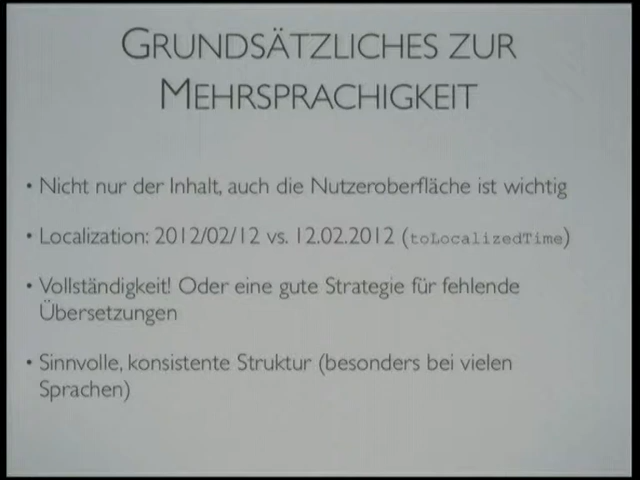 GRUNDSÄTZLICHES ZUR
MEHRSPRACHIGKEIT
• Nicht nur der Inhalt, auch die Nutzeroberfläche ist wichtig
• Localization: 2012/02/12 vs. 12.02.2012 (toLocalizedTime)
• Vollständigkeit! Oder eine gute Strategie für fehlende
Übersetzungen
• Sinnvolle, konsistente Struktur (besonders bei vielen
Sprachen)